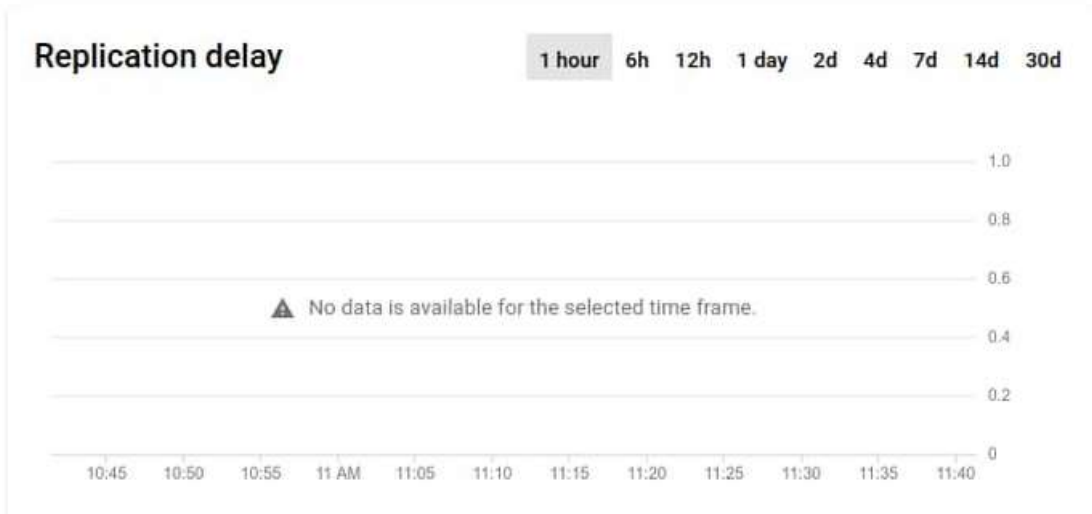 Replication delay
1 hour 6h 12h 1 day 2d 4d 7d 14d 30d
1.0
0.8
0.6
No data is available for the selected time frame.
0.4
0.2
0
10:45 10:50 10:55 11 AM 11:05 11:10 11:15 11:20 11:25 11:30 11:35 11:40